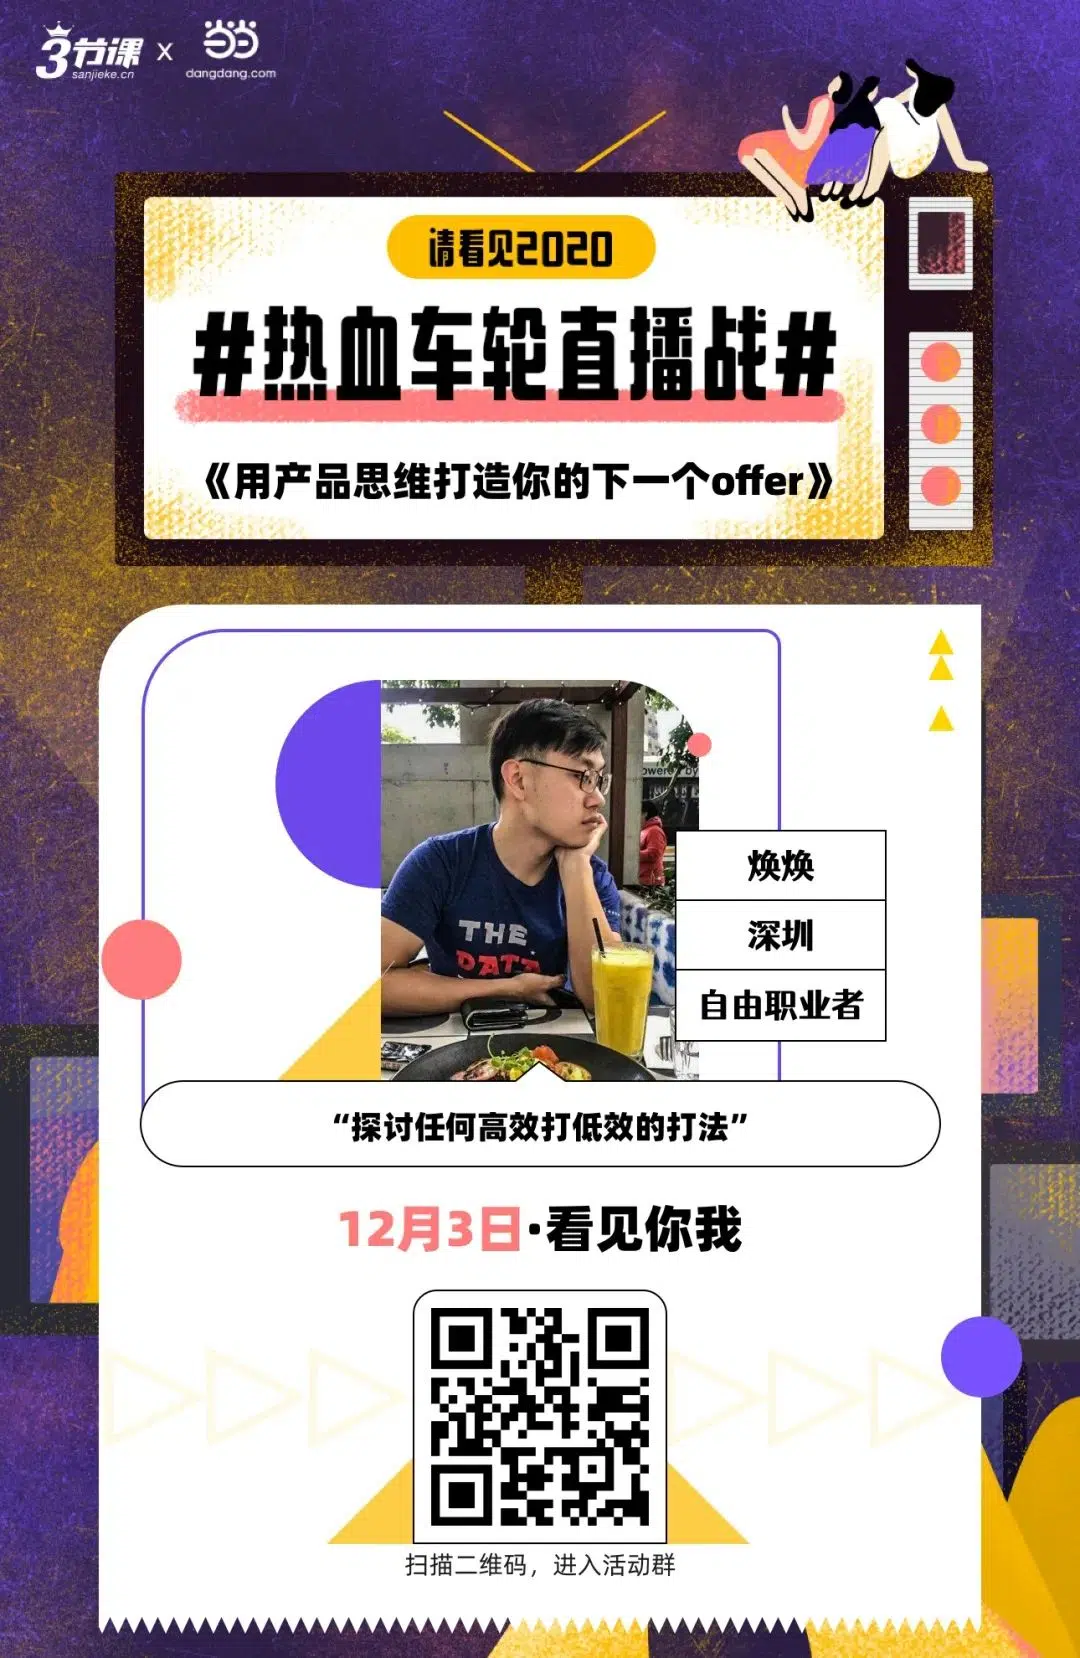 3节课
sanjieke.cn
x
当当
dangdang.com
请看见2020
#热血车轮直播战#
《用产品思维打造你的下一个offer》
owered by
THE
DATA
焕焕
深圳
自由职业者
“探讨任何高效打低效的打法”
12月3日·看见你我
扫描二维码，进入活动群